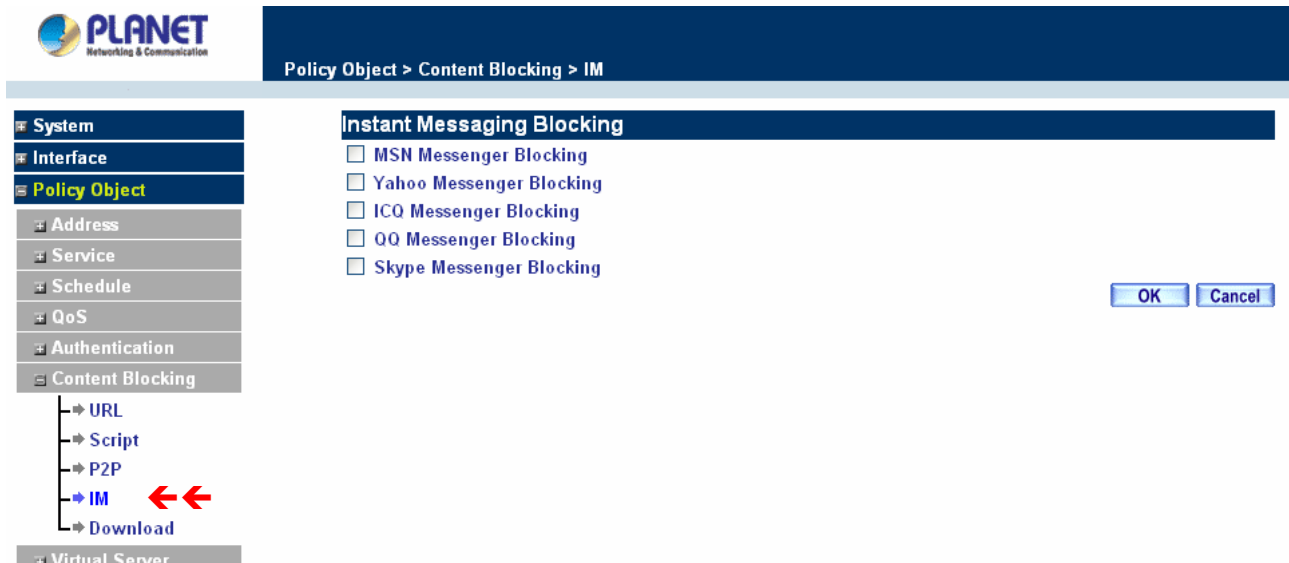 PLANET
Networking & Communication
Policy Object > Content Blocking > IM
System
Interface
Policy Object
Address
Service
Schedule
QoS
Authentication
Content Blocking
URL
Script
P2P
IM
Download
Virtual Server
Instant Messaging Blocking
MSN Messenger Blocking
Yahoo Messenger Blocking
ICQ Messenger Blocking
QQ Messenger Blocking
Skype Messenger Blocking
OK Cancel